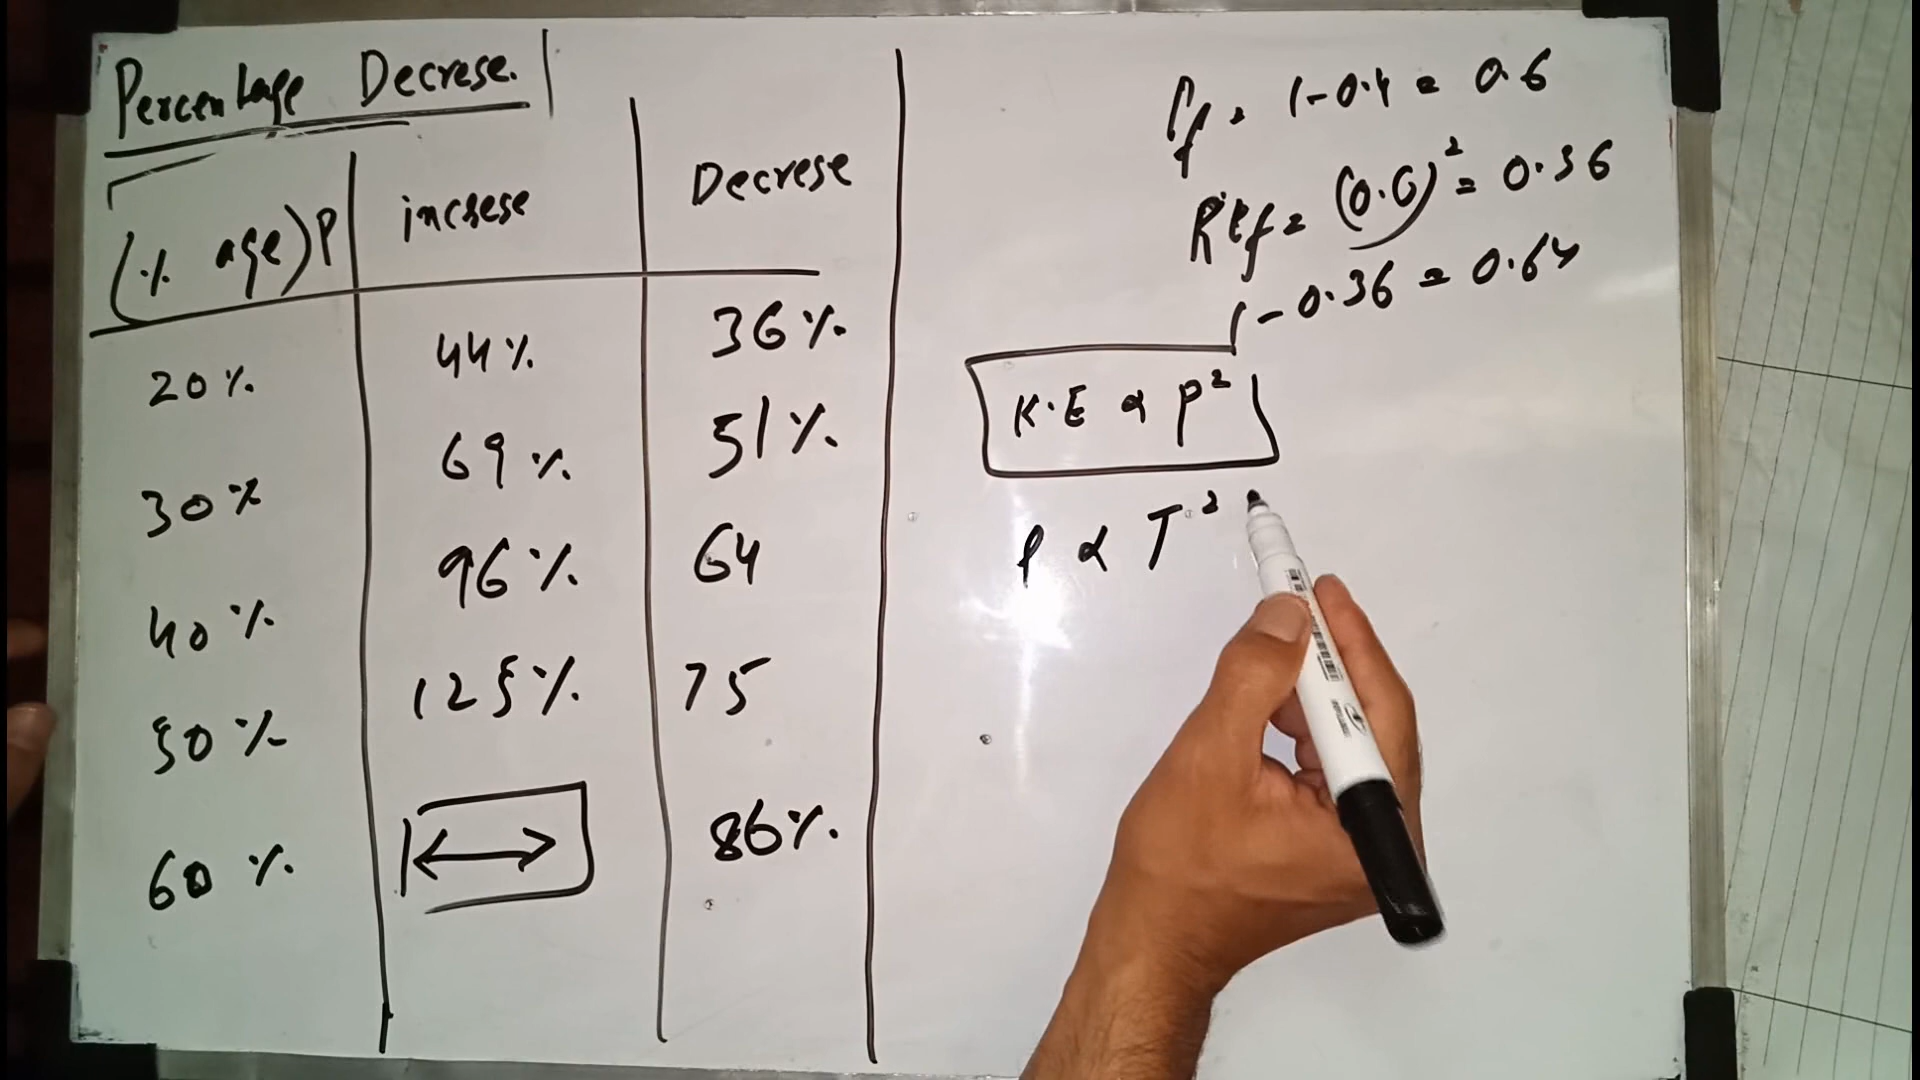 Percentage Decrese.
(% age) P increse Decrese
20% 44% 36%
30% 69% 51%
40% 96% 64
50% 125% 75
60% 86%
Pf = 1-0.4 = 0.6
(0.6)² = 0.36
1 - 0.36 = 0.64
K.E α P²
P α T²